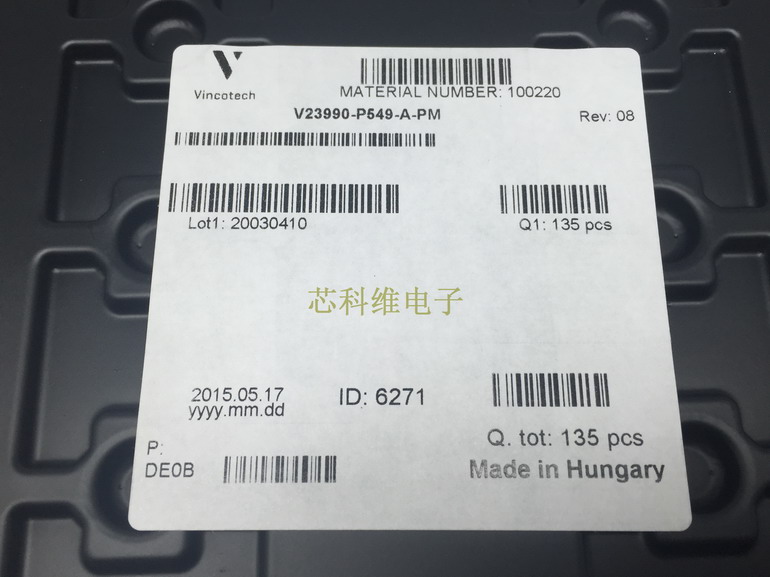 Vincotech
MATERIAL NUMBER: 100220
V23990-P549-A-PM
Rev: 08
Lot1: 20030410
Q1: 135 pcs
芯科维电子
2015.05.17
yyyy.mm.dd
ID: 6271
Q. tot: 135 pcs
P:
DE0B
Made in Hungary